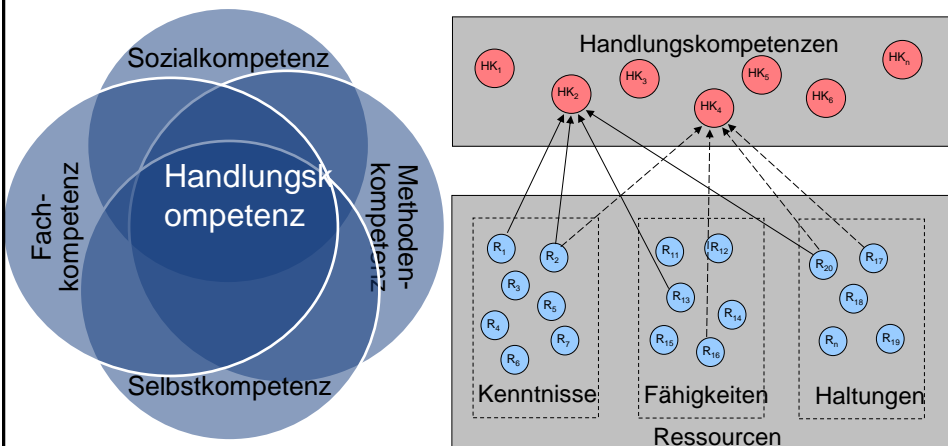 Sozialkompetenz
Fach-
kompetenz
Handlungsk
ompetenz
Methoden-
kompetenz
Selbstkompetenz
Handlungskompetenzen
HK1
HK2
HK3
HK4
HK5
HK6
HKn
R1
R2
R3
R4
R5
R6
R7
Kenntnisse
R11
R12
R13
R14
R15
R16
Fähigkeiten
R20
R17
R18
Rn
R19
Haltungen
Ressourcen